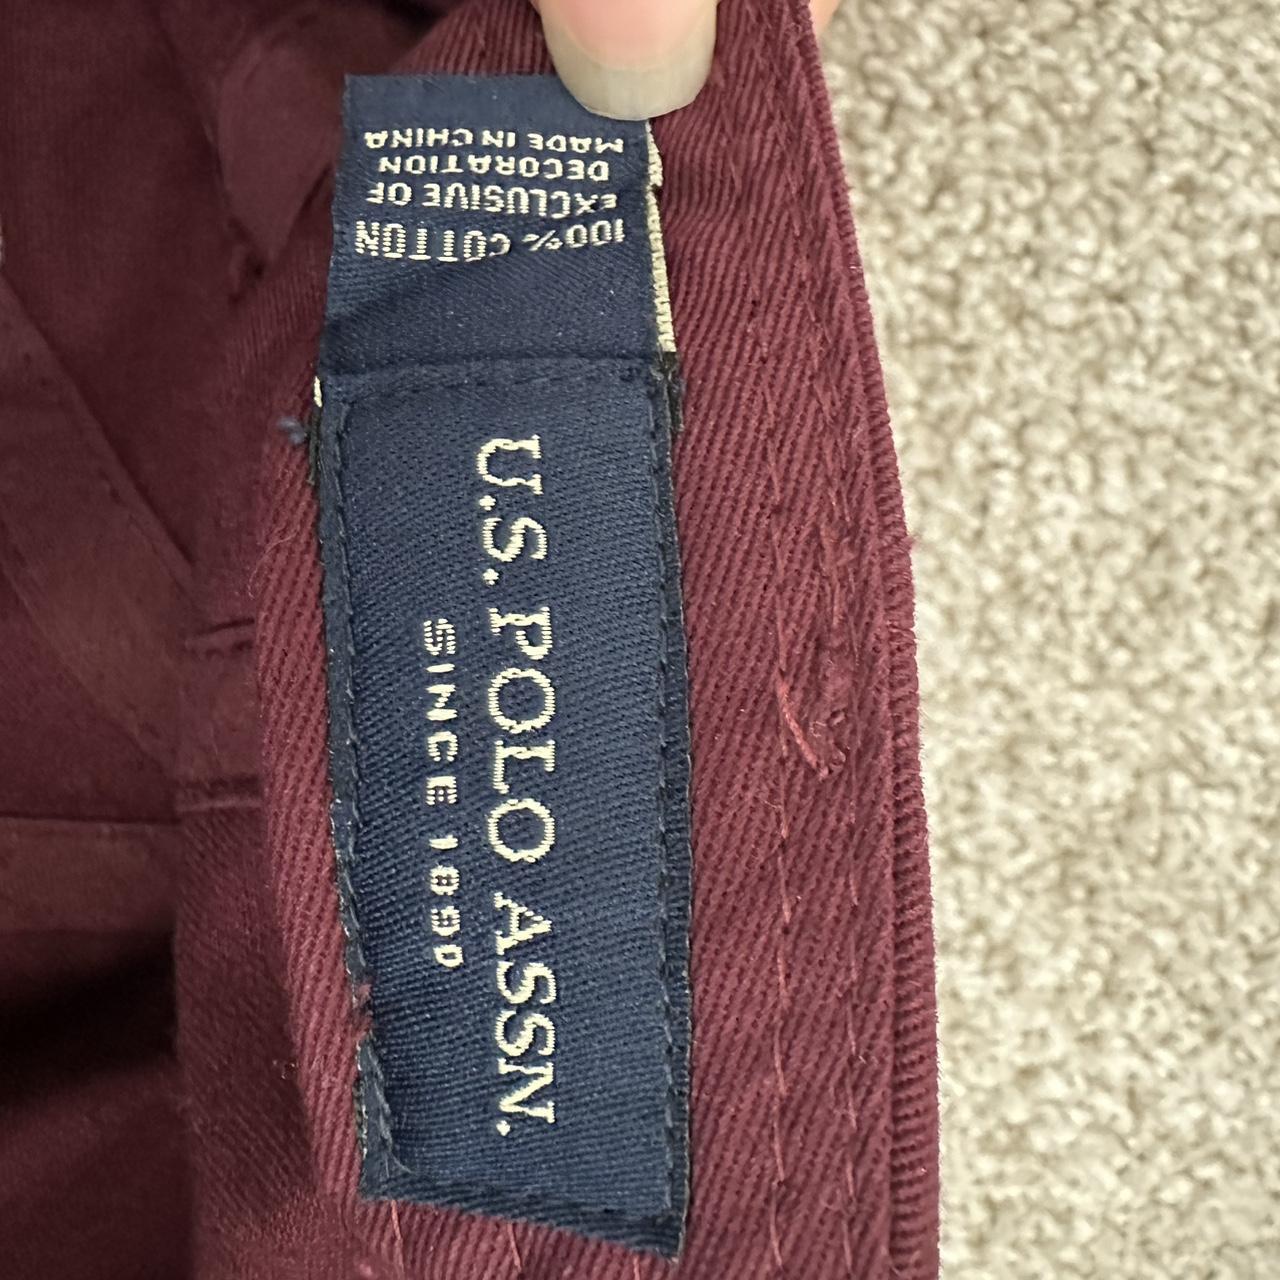 U.S. POLO ASSN.
SINCE 1890
100% COTTON
EXCLUSIVE OF
DECORATION
MADE IN CHINA